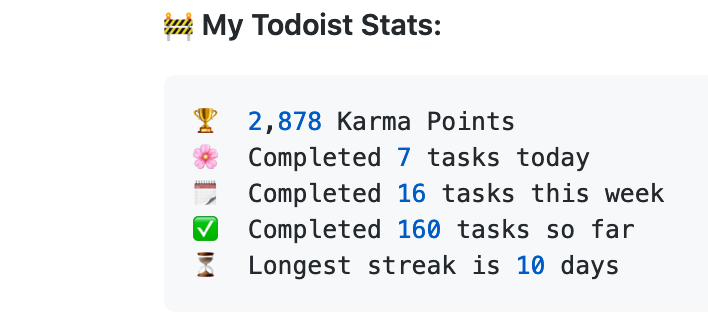 🚧 My Todoist Stats:
🏆 2,878 Karma Points
🌸 Completed 7 tasks today
🗓 Completed 16 tasks this week
✅ Completed 160 tasks so far
⏳ Longest streak is 10 days